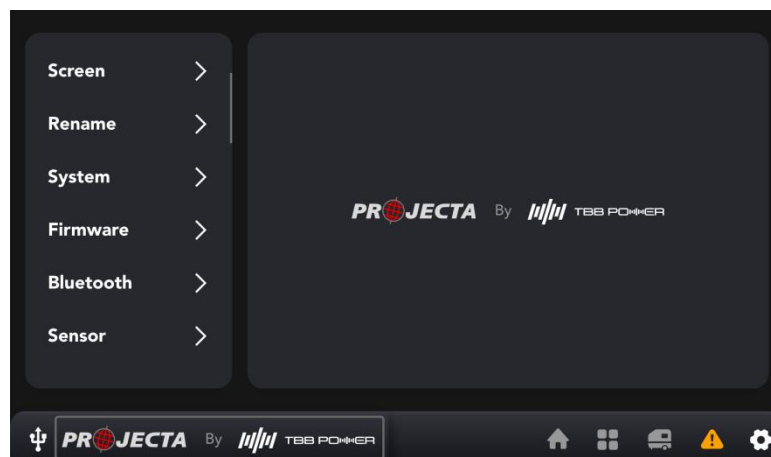 Screen
Rename
System
Firmware
Bluetooth
Sensor
PROJECTA By TBB POWER
PROJECTA By TBB POWER